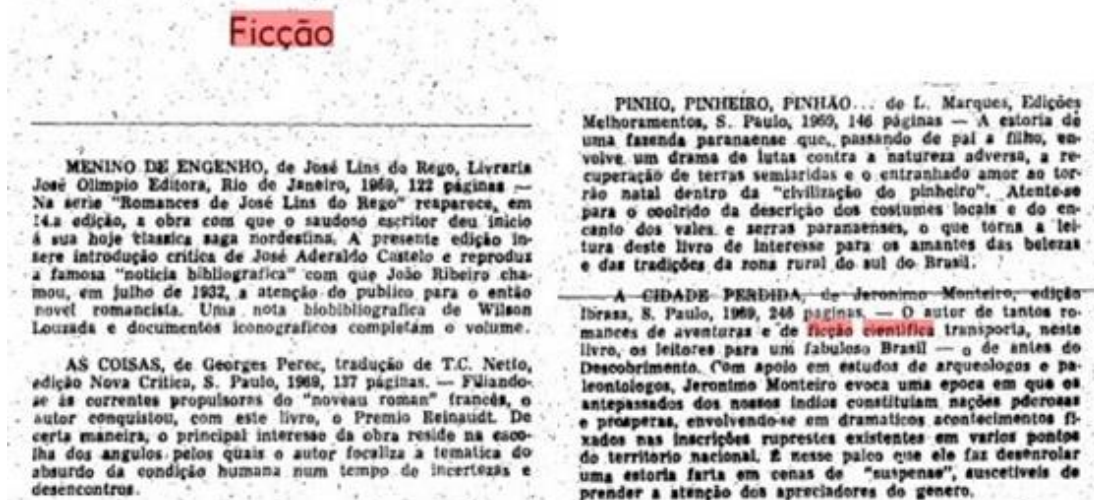 Ficção
MENINO DE ENGENHO, de José Lins do Rego, Livraria
José Olimpio Editora, Rio de Janeiro, 1969, 122 páginas —
Na serie "Romances de José Lins do Rego" reaparece, em
14.a edição, a obra com que o saudoso escritor deu inicio
á sua hoje classica saga nordestina. A presente edição in-
sere introdução critica de José Aderaldo Castelo e reproduz
a famosa "noticia bibliografica" com que João Ribeiro cha-
mou, em julho de 1932, a atenção do publico para o então
novel romancista. Uma nota biobibliografica de Wilson
Louzada e documentos iconograficos completam o volume.
AS COISAS, de Georges Perec, tradução de T.C. Netto,
edição Nova Critica, S. Paulo, 1969, 137 páginas. — Filiando-
se ás correntes propulsoras do "noveau roman" francês, o
autor conquistou, com este livro, o Premio Reinaudt. De
certa maneira, o principal interesse da obra reside na esco-
lha dos angulos pelos quais o autor focaliza a tematica do
absurdo da condição humana num tempo de incertezas e
desencontros.
PINHO, PINHEIRO, PINHÃO... de L. Marques, Edições
Melhoramentos, S. Paulo, 1969, 146 páginas — A estoria de
uma fazenda paranaense que, passando de pai a filho, en-
volve um drama de lutas contra a natureza adversa, a re-
cuperação de terras semiaridas e o entranhado amor ao tor-
rão natal dentro da "civilização do pinheiro". Atente-se
para o coolrido da descrição dos costumes locais e do en-
canto dos vales e serras paranaenses, o que torna a lei-
tura deste livro de interesse para os amantes das belezas
e das tradições da zona rural do sul do Brasil.
A CIDADE PERDIDA, de Jeronimo Monteiro, edição
Ibrasa, S. Paulo, 1969, 246 paginas. — O autor de tantos ro-
mances de aventuras e de ficção cientifica transporta, neste
livro, os leitores para um fabuloso Brasil — o de antes do
Descobrimento. Com apoio em estudos de arqueologos e pa-
leontologos, Jeronimo Monteiro evoca uma epoca em que os
antepassados dos nossos indios constituiam nações pderosas
e prosperas, envolvendo-se em dramaticos acontecimentos fi-
xados nas inscrições ruprestes existentes em varios pontos
do territorio nacional. É nesse palco que ele faz desenrolar
uma estoria farta em cenas de "suspense", suscetiveis de
prender a atenção dos apreciadores do genero.